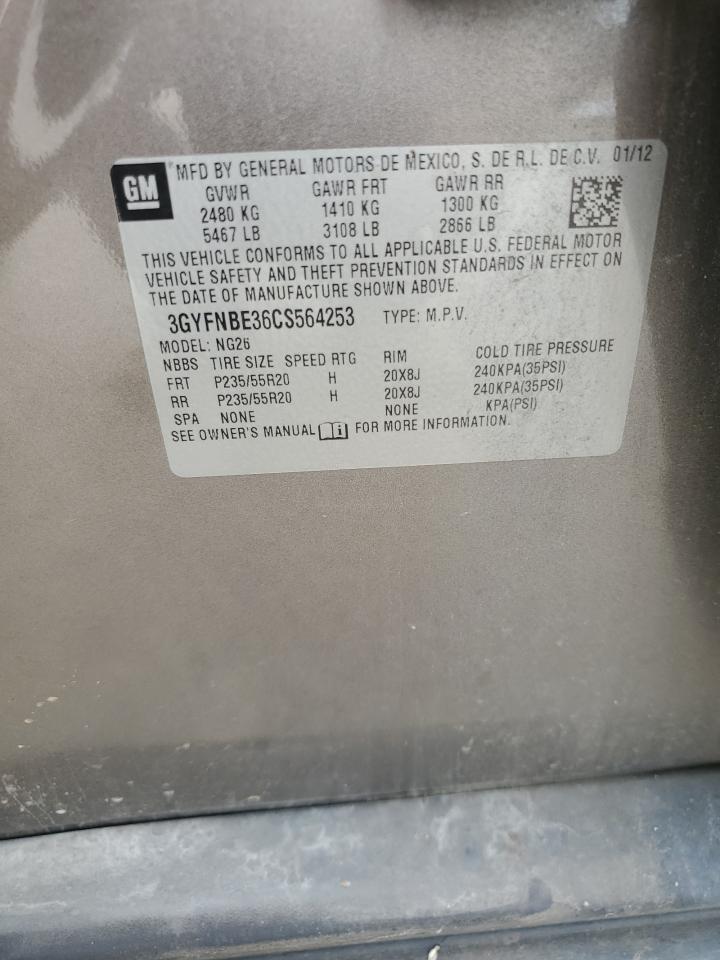 GM
MFD BY GENERAL MOTORS DE MEXICO, S. DE R.L. DE C.V. 01/12
GVWR GAWR FRT GAWR RR
2480 KG 1410 KG 1300 KG
5467 LB 3108 LB 2866 LB
THIS VEHICLE CONFORMS TO ALL APPLICABLE U.S. FEDERAL MOTOR
VEHICLE SAFETY AND THEFT PREVENTION STANDARDS IN EFFECT ON
THE DATE OF MANUFACTURE SHOWN ABOVE.
3GYFNBE36CS564253 TYPE: M.P.V.
MODEL: NG26
NBBS TIRE SIZE SPEED RTG RIM COLD TIRE PRESSURE
FRT P235/55R20 H 20X8J 240KPA(35PSI)
RR P235/55R20 H 20X8J 240KPA(35PSI)
SPA NONE NONE KPA(PSI)
SEE OWNER'S MANUAL i FOR MORE INFORMATION.